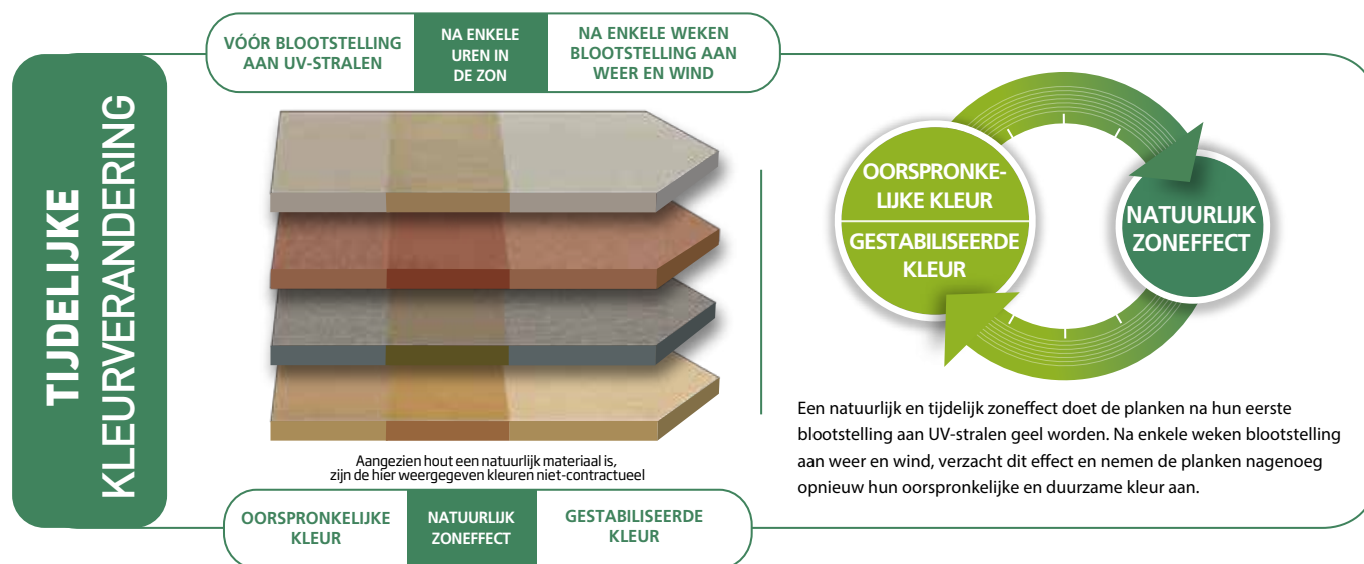 TIJDELIJKE
KLEURVERANDERING
VÓÓR BLOOTSTELLING
AAN UV-STRALEN
NA ENKELE
UREN IN
DE ZON
NA ENKELE WEKEN
BLOOTSTELLING AAN
WEER EN WIND
Aangezien hout een natuurlijk materiaal is,
zijn de hier weergegeven kleuren niet-contractueel
OORSPRONKELIJKE
KLEUR
NATUURLIJK
ZONEFFECT
GESTABILISEERDE
KLEUR
OORSPRONKE-
LIJKE KLEUR
GESTABILISEERDE
KLEUR
NATUURLIJK
ZONEFFECT
Een natuurlijk en tijdelijk zoneffect doet de planken na hun eerste
blootstelling aan UV-stralen geel worden. Na enkele weken blootstelling
aan weer en wind, verzacht dit effect en nemen de planken nagenoeg
opnieuw hun oorspronkelijke en duurzame kleur aan.